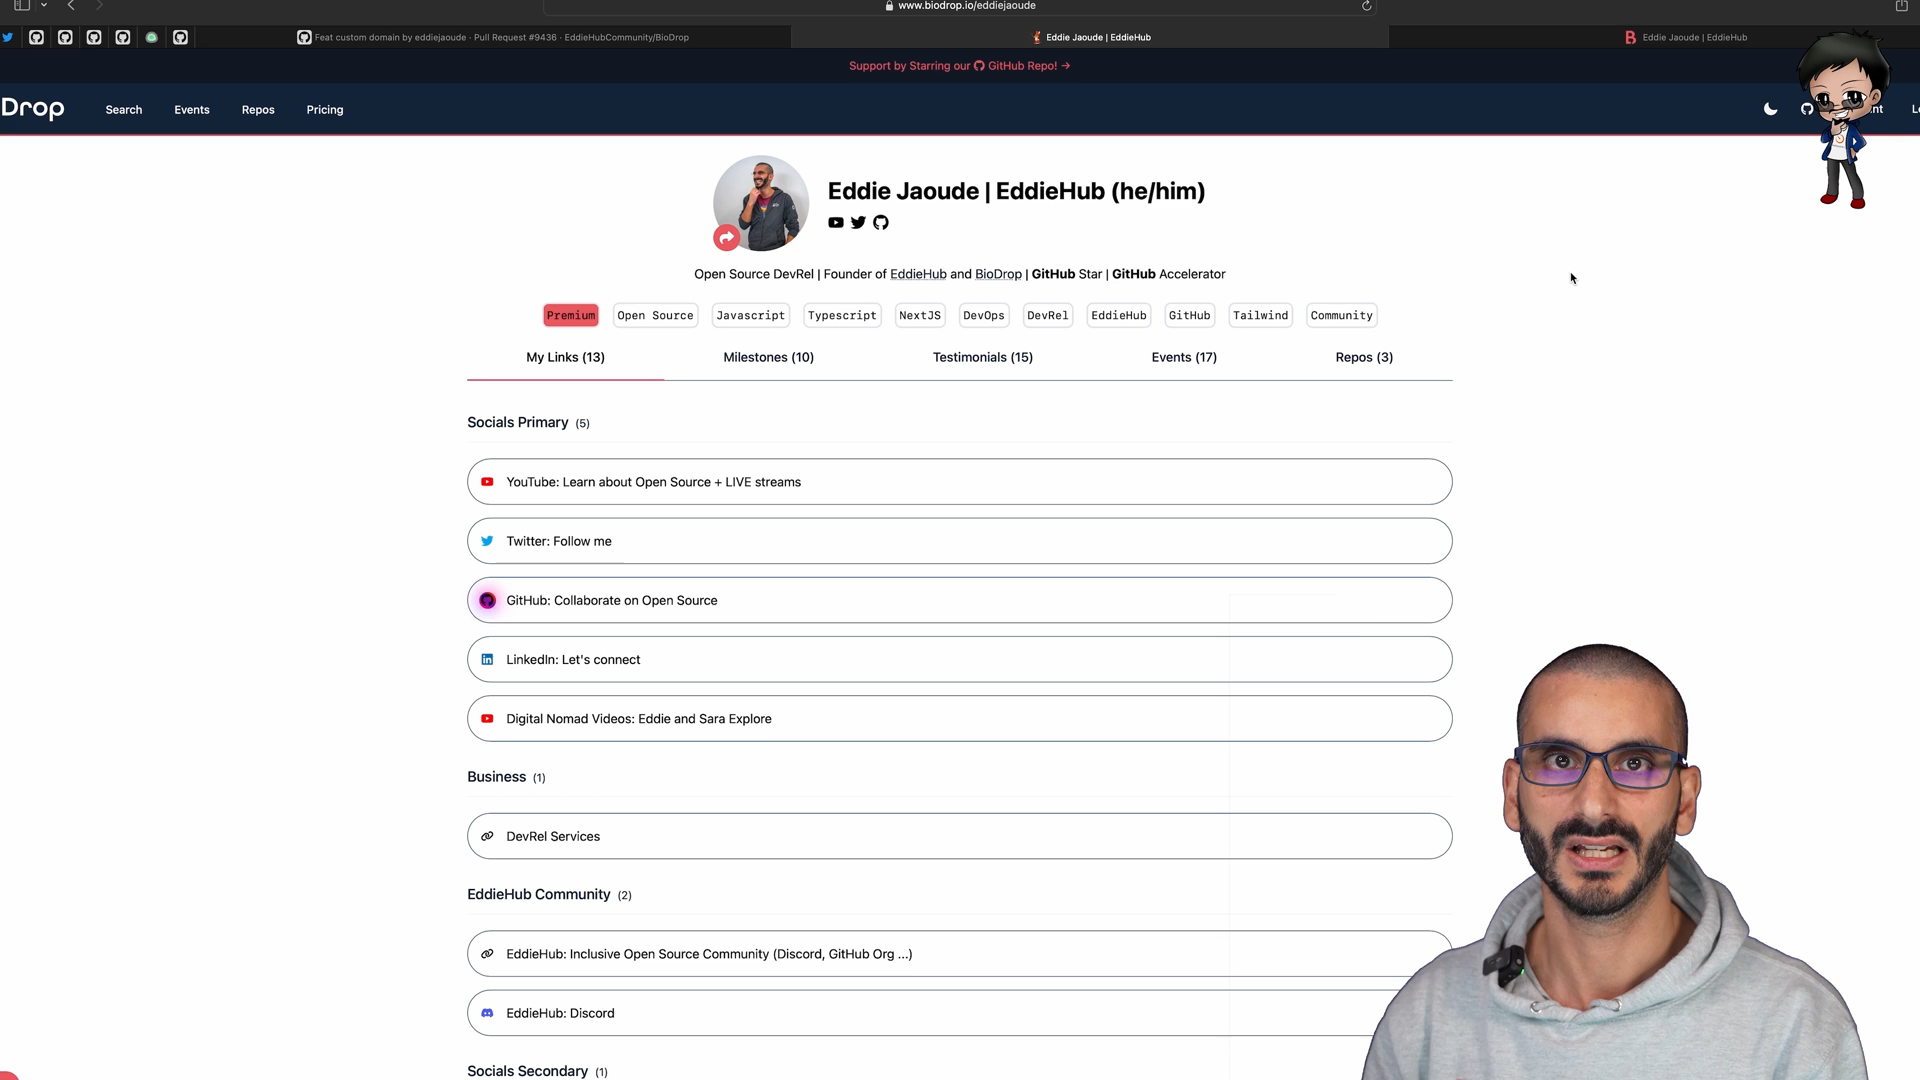 www.biodrop.io/eddiejaoude
Feat custom domain by eddiejaoude · Pull Request #9436 · EddieHubCommunity/BioDrop
Eddie Jaoude | EddieHub
Eddie Jaoude | EddieHub
Support by Starring our GitHub Repo! →
Drop
Search
Events
Repos
Pricing
nt
Eddie Jaoude | EddieHub (he/him)
Open Source DevRel | Founder of EddieHub and BioDrop | GitHub Star | GitHub Accelerator
Premium
Open Source
Javascript
Typescript
NextJS
DevOps
DevRel
EddieHub
GitHub
Tailwind
Community
My Links (13)
Milestones (10)
Testimonials (15)
Events (17)
Repos (3)
Socials Primary (5)
YouTube: Learn about Open Source + LIVE streams
Twitter: Follow me
GitHub: Collaborate on Open Source
LinkedIn: Let's connect
Digital Nomad Videos: Eddie and Sara Explore
Business (1)
DevRel Services
EddieHub Community (2)
EddieHub: Inclusive Open Source Community (Discord, GitHub Org ...)
EddieHub: Discord
Socials Secondary (1)